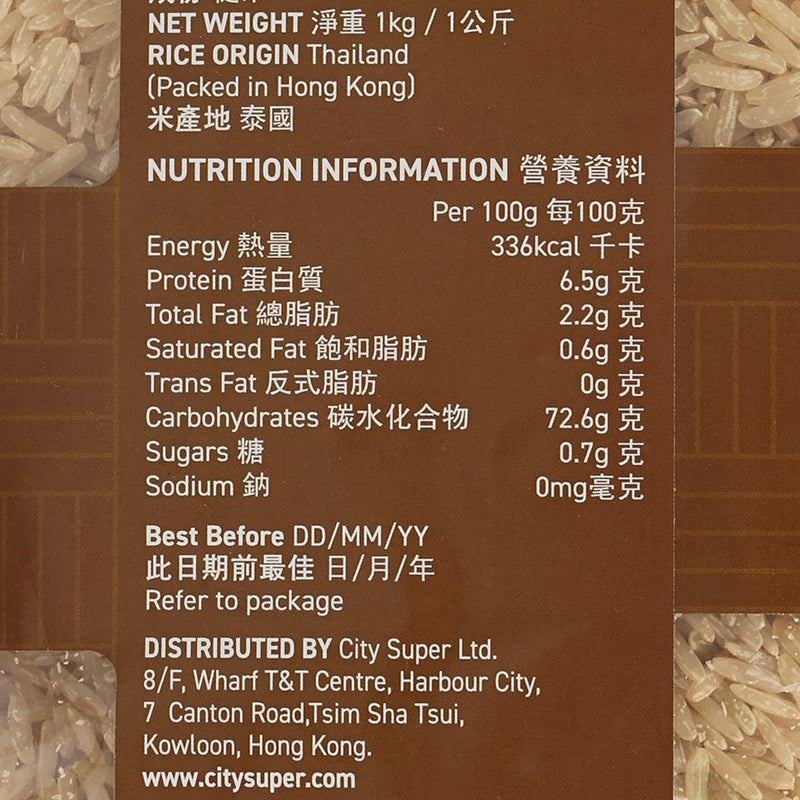 NET WEIGHT 淨重 1kg / 1公斤
RICE ORIGIN Thailand
(Packed in Hong Kong)
米產地 泰國
NUTRITION INFORMATION 營養資料
Per 100g 每100克
Energy 熱量 336kcal 千卡
Protein 蛋白質 6.5g 克
Total Fat 總脂肪 2.2g 克
Saturated Fat 飽和脂肪 0.6g 克
Trans Fat 反式脂肪 0g 克
Carbohydrates 碳水化合物 72.6g 克
Sugars 糖 0.7g 克
Sodium 鈉 0mg毫克
Best Before DD/MM/YY
此日期前最佳 日/月/年
Refer to package
DISTRIBUTED BY City Super Ltd.
8/F, Wharf T&T Centre, Harbour City,
7 Canton Road,Tsim Sha Tsui,
Kowloon, Hong Kong.
www.citysuper.com